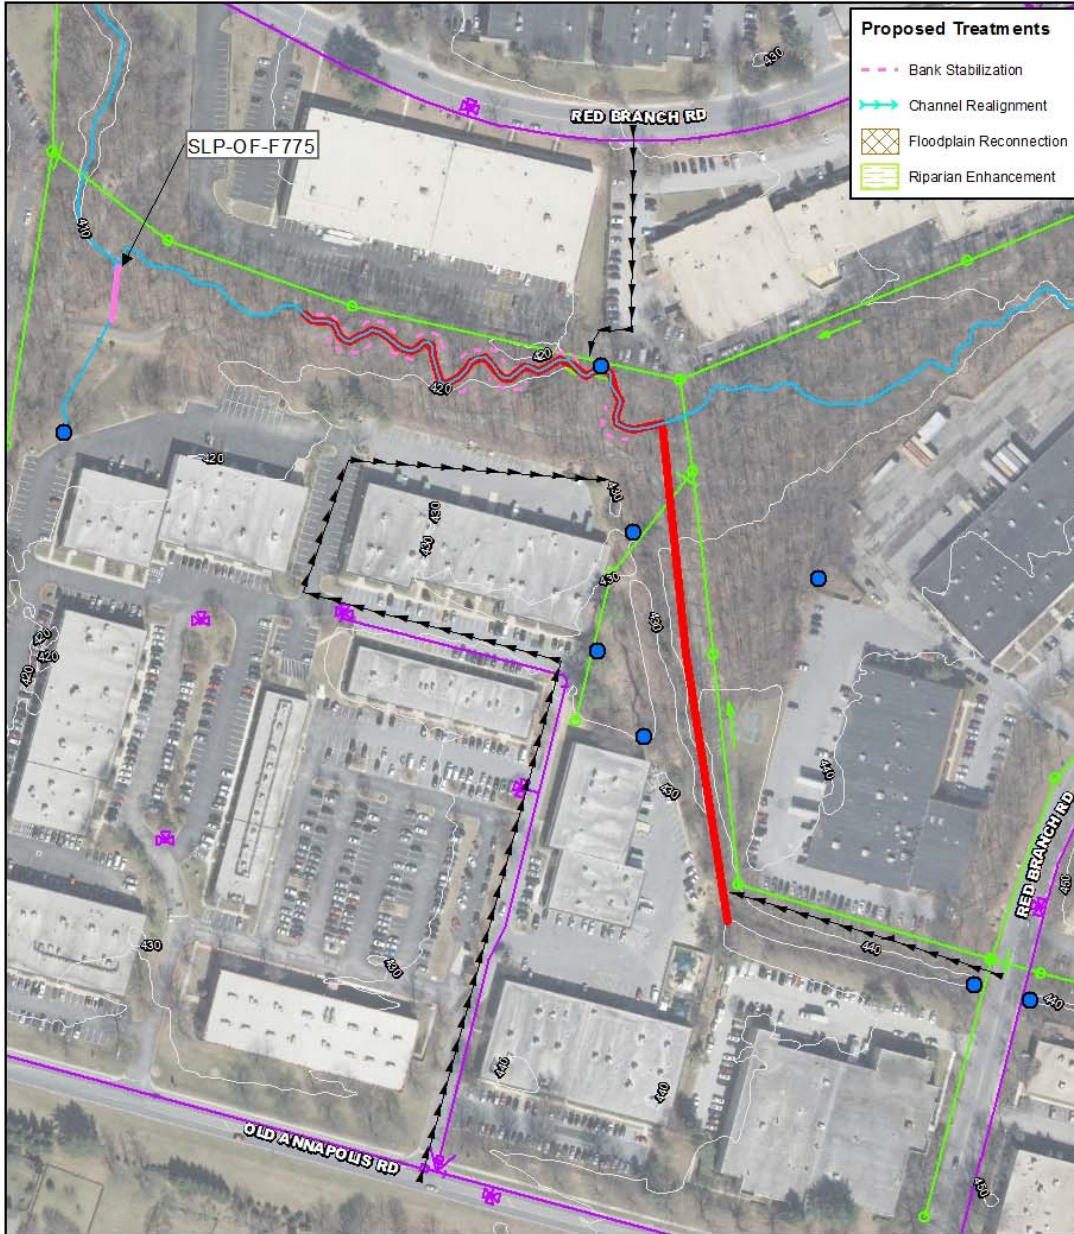 Proposed Treatments
Bank Stabilization
Channel Realignment
Floodplain Reconnection
Riparian Enhancement
430
RED BRANCH RD
SLP-OF-F775
410
420
420
420
430
430
430
430
430
420
420
420
440
430
RED BRANCH RD
450
430
430
440
440
440
440
OLD ANNAPOLIS RD
450